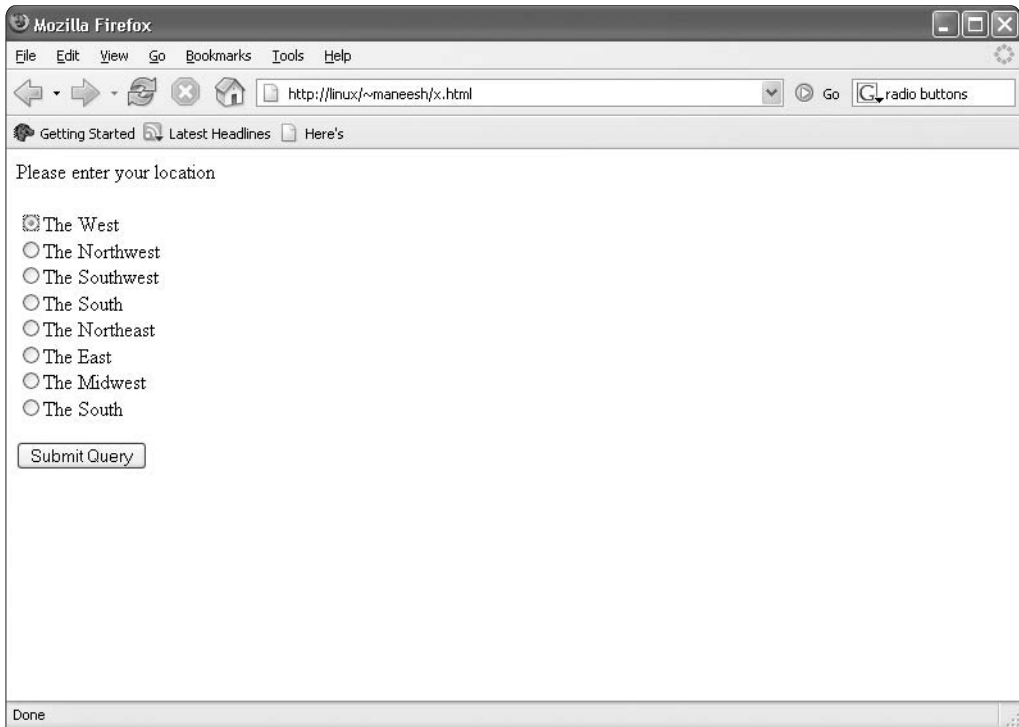 Mozilla Firefox
File Edit View Go Bookmarks Tools Help
http://linux/~maneesh/x.html Go G radio buttons
Getting Started Latest Headlines Here's
Please enter your location
The West
The Northwest
The Southwest
The South
The Northeast
The East
The Midwest
The South
Submit Query
Done